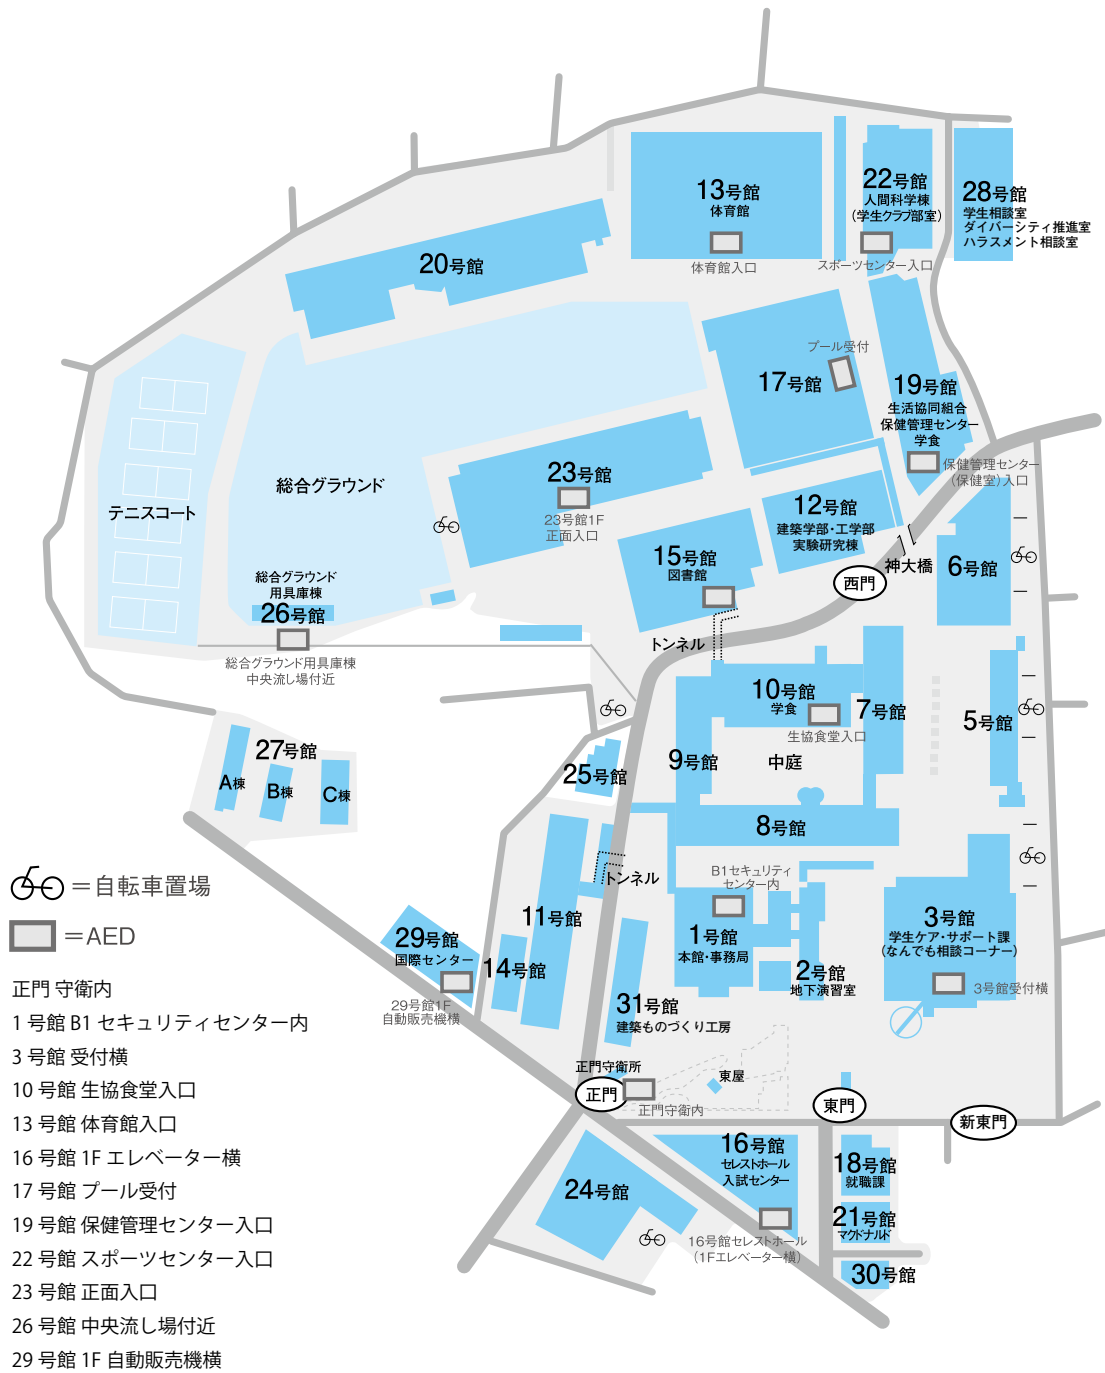 13号館
体育館
体育館入口
22号館
人間科学棟
(学生クラブ部室)
スポーツセンター入口
28号館
学生相談室
ダイバーシティ推進室
ハラスメント相談室
20号館
プール受付
17号館
19号館
生活協同組合
保健管理センター
学食
保健管理センター
(保健室)入口
総合グラウンド
テニスコート
23号館
23号館1F
正面入口
12号館
建築学部・工学部
実験研究棟
15号館
図書館
神大橋
西門
6号館
総合グラウンド
用具庫棟
26号館
総合グラウンド用具庫棟
中央流し場付近
トンネル
10号館
学食
生協食堂入口
7号館
5号館
9号館
中庭
8号館
27号館
A棟
B棟
C棟
25号館
トンネル
B1セキュリティ
センター内
11号館
14号館
29号館
国際センター
29号館1F
自動販売機横
1号館
本館・事務局
2号館
地下演習室
3号館
学生ケア・サポート課
(なんでも相談コーナー)
3号館受付横
31号館
建築ものづくり工房
正門守衛所
正門
正門守衛内
東屋
東門
新東門
16号館
セレストホール
入試センター
16号館セレストホール
(1Fエレベーター横)
24号館
18号館
就職課
21号館
マクドナルド
30号館
=自転車置場
=AED
正門 守衛内
1 号館 B1 セキュリティセンター内
3 号館 受付横
10 号館 生協食堂入口
13 号館 体育館入口
16 号館 1F エレベーター横
17 号館 プール受付
19 号館 保健管理センター入口
22 号館 スポーツセンター入口
23 号館 正面入口
26 号館 中央流し場付近
29 号館 1F 自動販売機横